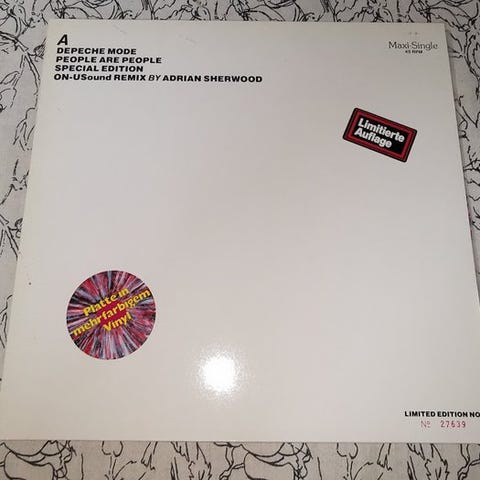 A
DEPECHE MODE
PEOPLE ARE PEOPLE
SPECIAL EDITION
ON-USound REMIX BY ADRIAN SHERWOOD
Maxi-Single
45 RPM
Limitierte
Auflage
Platte in
mehrfarbigem
Vinyl
LIMITED EDITION NO
Nº 27639